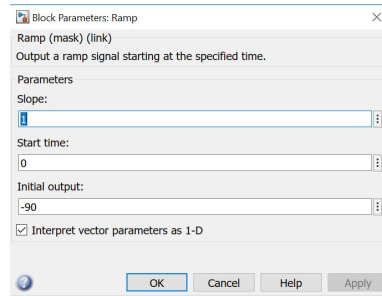 Block Parameters: Ramp
Ramp (mask) (link)
Output a ramp signal starting at the specified time.
Parameters
Slope:
1
Start time:
0
Initial output:
-90
Interpret vector parameters as 1-D
OK Cancel Help Apply